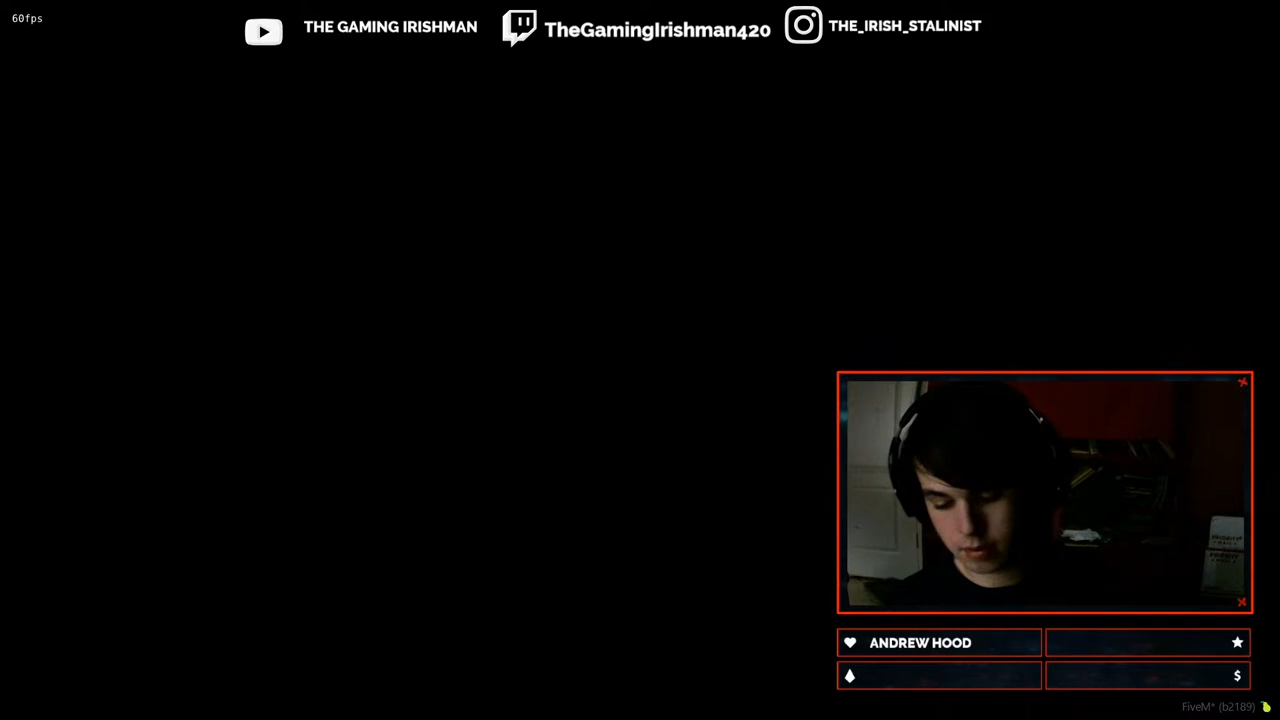 60fps
THE GAMING IRISHMAN
TheGamingIrishman420
THE_IRISH_STALINIST
ANDREW HOOD
$
FiveM* (b2189)